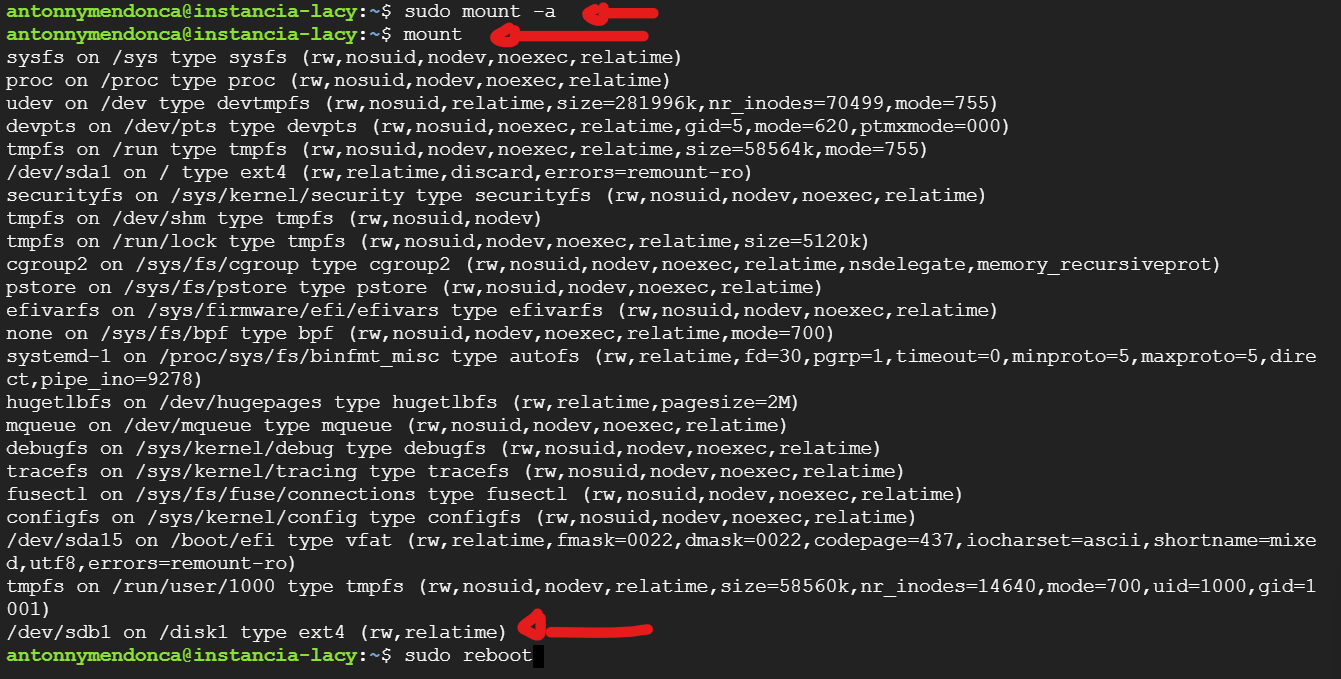 antonnymendonca@instancia-lacy:~$ sudo mount -a
antonnymendonca@instancia-lacy:~$ mount
sysfs on /sys type sysfs (rw,nosuid,nodev,noexec,relatime)
proc on /proc type proc (rw,nosuid,nodev,noexec,relatime)
udev on /dev type devtmpfs (rw,nosuid,relatime,size=281996k,nr_inodes=70499,mode=755)
devpts on /dev/pts type devpts (rw,nosuid,noexec,relatime,gid=5,mode=620,ptmxmode=000)
tmpfs on /run type tmpfs (rw,nosuid,nodev,noexec,relatime,size=58564k,mode=755)
/dev/sda1 on / type ext4 (rw,relatime,discard,errors=remount-ro)
securityfs on /sys/kernel/security type securityfs (rw,nosuid,nodev,noexec,relatime)
tmpfs on /dev/shm type tmpfs (rw,nosuid,nodev)
tmpfs on /run/lock type tmpfs (rw,nosuid,nodev,noexec,relatime,size=5120k)
cgroup2 on /sys/fs/cgroup type cgroup2 (rw,nosuid,nodev,noexec,relatime,nsdelegate,memory_recursiveprot)
pstore on /sys/fs/pstore type pstore (rw,nosuid,nodev,noexec,relatime)
efivarfs on /sys/firmware/efi/efivars type efivarfs (rw,nosuid,nodev,noexec,relatime)
none on /sys/fs/bpf type bpf (rw,nosuid,nodev,noexec,relatime,mode=700)
systemd-1 on /proc/sys/fs/binfmt_misc type autofs (rw,relatime,fd=30,pgrp=1,timeout=0,minproto=5,maxproto=5,dire
ct,pipe_ino=9278)
hugetlbfs on /dev/hugepages type hugetlbfs (rw,relatime,pagesize=2M)
mqueue on /dev/mqueue type mqueue (rw,nosuid,nodev,noexec,relatime)
debugfs on /sys/kernel/debug type debugfs (rw,nosuid,nodev,noexec,relatime)
tracefs on /sys/kernel/tracing type tracefs (rw,nosuid,nodev,noexec,relatime)
fusectl on /sys/fs/fuse/connections type fusectl (rw,nosuid,nodev,noexec,relatime)
configfs on /sys/kernel/config type configfs (rw,nosuid,nodev,noexec,relatime)
/dev/sda15 on /boot/efi type vfat (rw,relatime,fmask=0022,dmask=0022,codepage=437,iocharset=ascii,shortname=mixe
d,utf8,errors=remount-ro)
tmpfs on /run/user/1000 type tmpfs (rw,nosuid,nodev,relatime,size=58560k,nr_inodes=14640,mode=700,uid=1000,gid=1
001)
/dev/sdb1 on /disk1 type ext4 (rw,relatime)
antonnymendonca@instancia-lacy:~$ sudo reboot